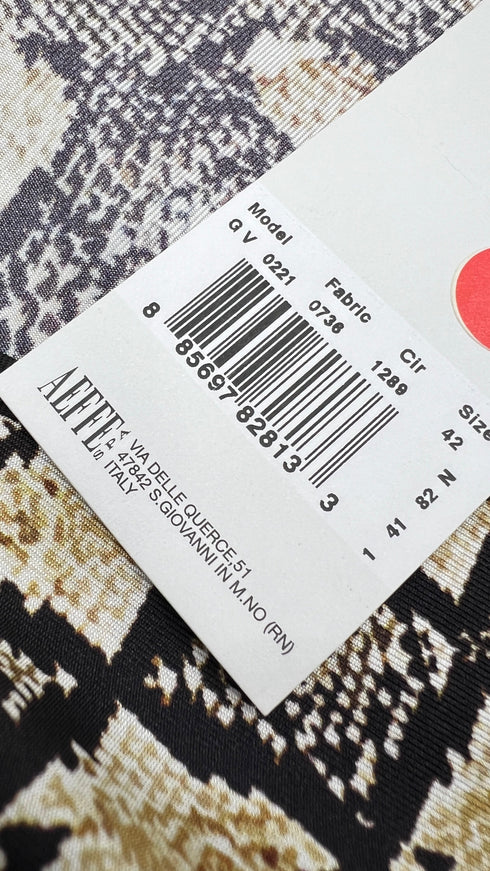 Model Fabric Clr Size
Q V 0221 0736 1289 42
8 85697 82813 3
1 41 82 N
AEFFE S.P.A.
VIA DELLE QUERCE,51
47842 S.GIOVANNI IN M.NO (RN)
ITALY